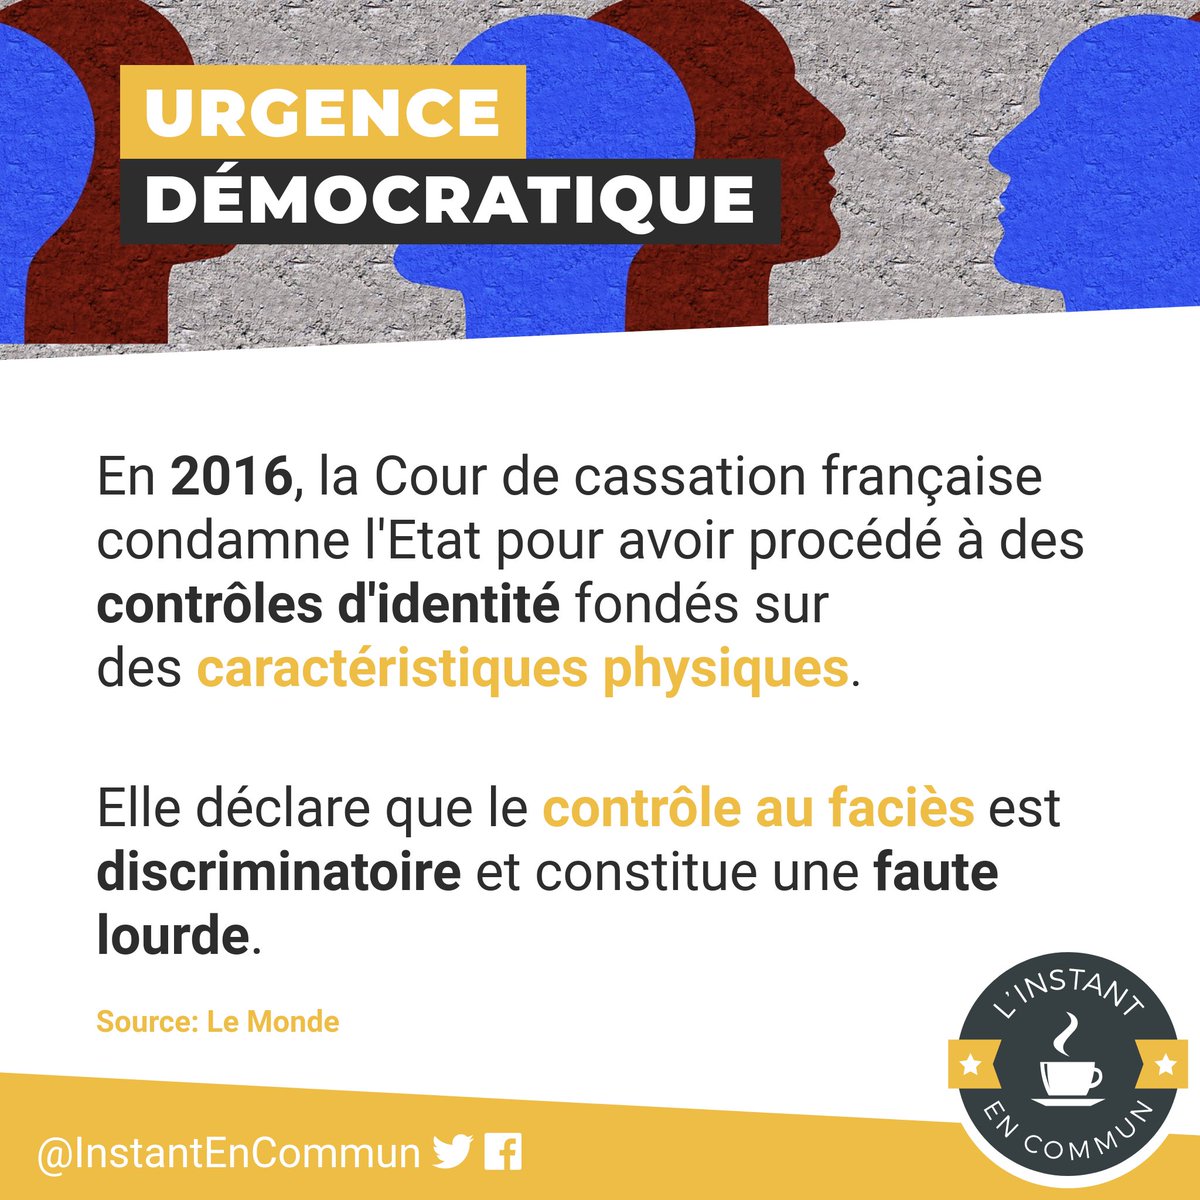 URGENCE
DÉMOCRATIQUE
En 2016, la Cour de cassation française
condamne l'Etat pour avoir procédé à des
contrôles d'identité fondés sur
des caractéristiques physiques.
Elle déclare que le contrôle au faciès est
discriminatoire et constitue une faute
lourde.
Source: Le Monde
L'INSTANT
EN COMMUN
@InstantEnCommun